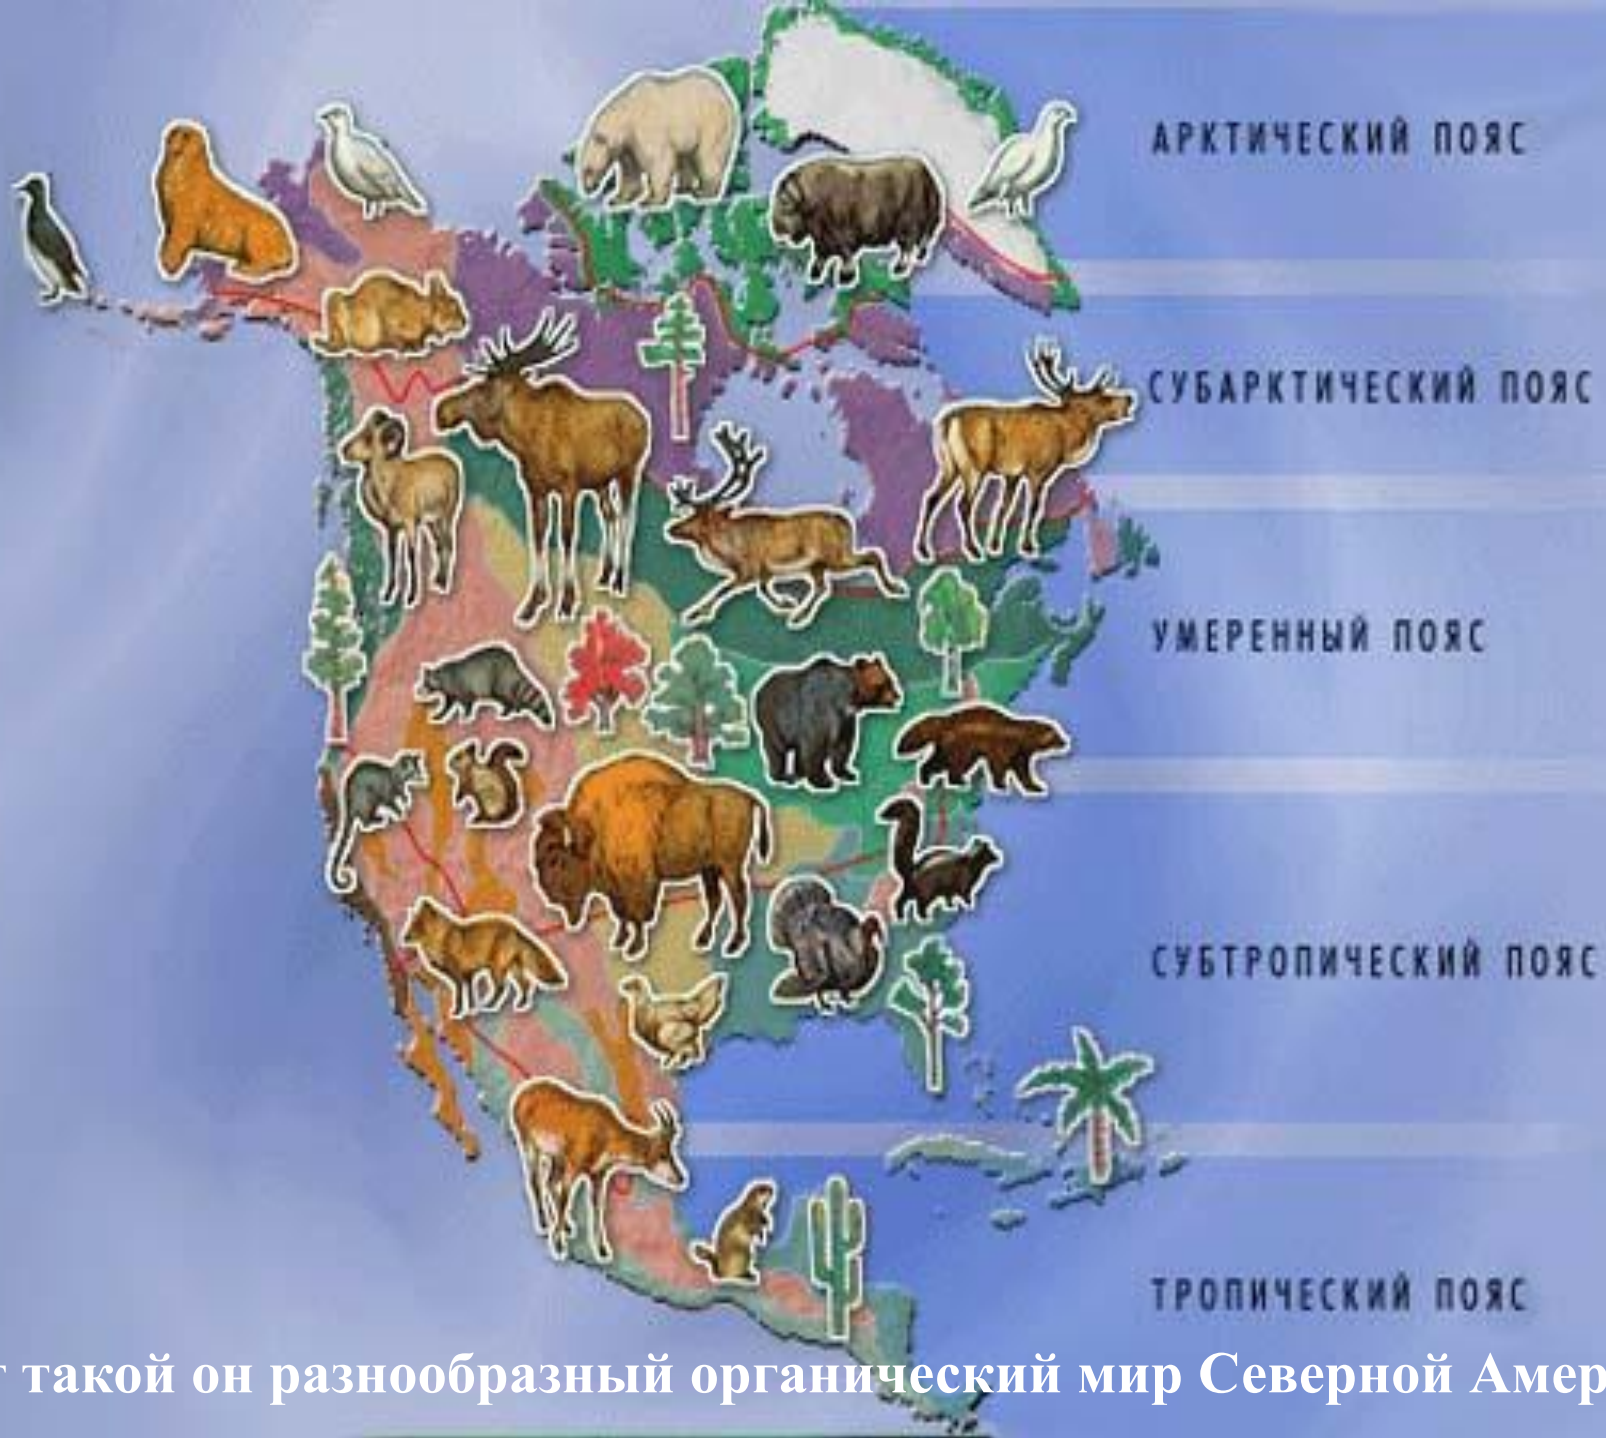 АРКТИЧЕСКИЙ ПОЯС
СУБАРКТИЧЕСКИЙ ПОЯС
УМЕРЕННЫЙ ПОЯС
СУБТРОПИЧЕСКИЙ ПОЯС
ТРОПИЧЕСКИЙ ПОЯС
такой он разнообразный органический мир Северной